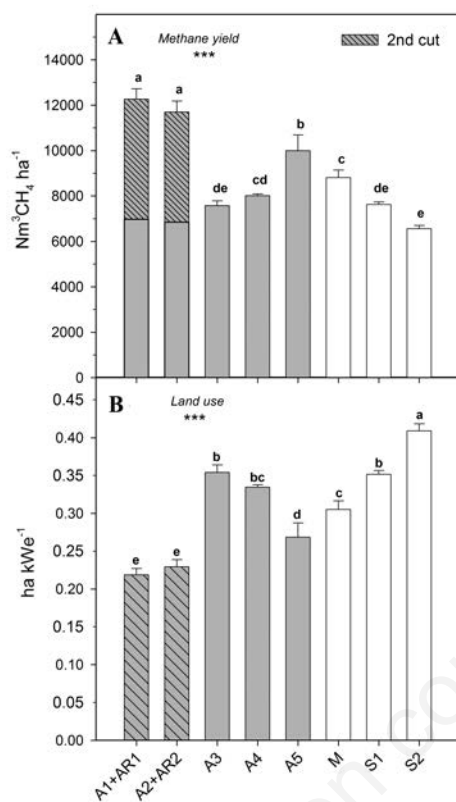 A
Methane yield
***
2nd cut
Nm³CH₄ ha⁻¹
14000
12000
10000
8000
6000
4000
2000
0
a
a
de
cd
b
c
de
e
B
Land use
***
ha kWe⁻¹
0.45
0.40
0.35
0.30
0.25
0.20
0.15
0.10
0.05
0.00
e
e
b
bc
d
c
b
a
A1+AR1
A2+AR2
A3
A4
A5
M
S1
S2